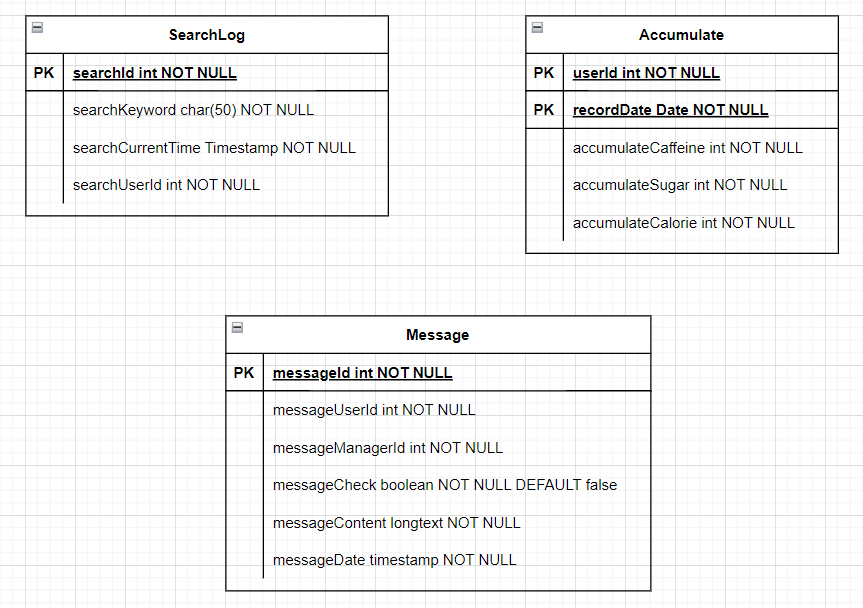 SearchLog
PK searchId int NOT NULL
searchKeyword char(50) NOT NULL
searchCurrentTime Timestamp NOT NULL
searchUserId int NOT NULL
Accumulate
PK userId int NOT NULL
PK recordDate Date NOT NULL
accumulateCaffeine int NOT NULL
accumulateSugar int NOT NULL
accumulateCalorie int NOT NULL
Message
PK messageId int NOT NULL
messageUserId int NOT NULL
messageManagerId int NOT NULL
messageCheck boolean NOT NULL DEFAULT false
messageContent longtext NOT NULL
messageDate timestamp NOT NULL